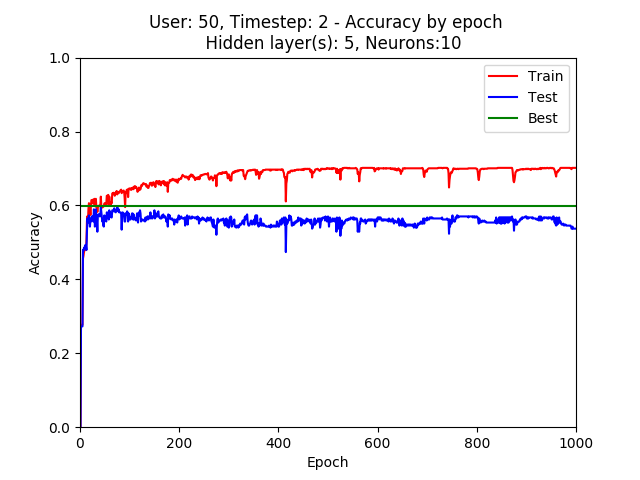 User: 50, Timestep: 2 - Accuracy by epoch
Hidden layer(s): 5, Neurons:10
1.0
0.8
0.6
0.4
0.2
0.0
Accuracy
Train
Test
Best
0
200
400
600
800
1000
Epoch